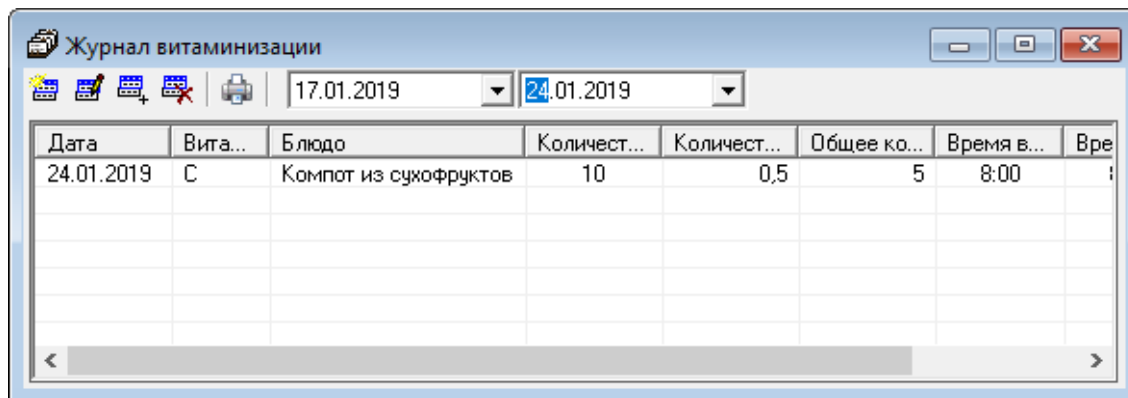 Журнал витаминизации
17.01.2019 24.01.2019
Дата Вита... Блюдо Количест... Количест... Общее ко... Время в... Вре
24.01.2019 С Компот из сухофруктов 10 0,5 5 8:00